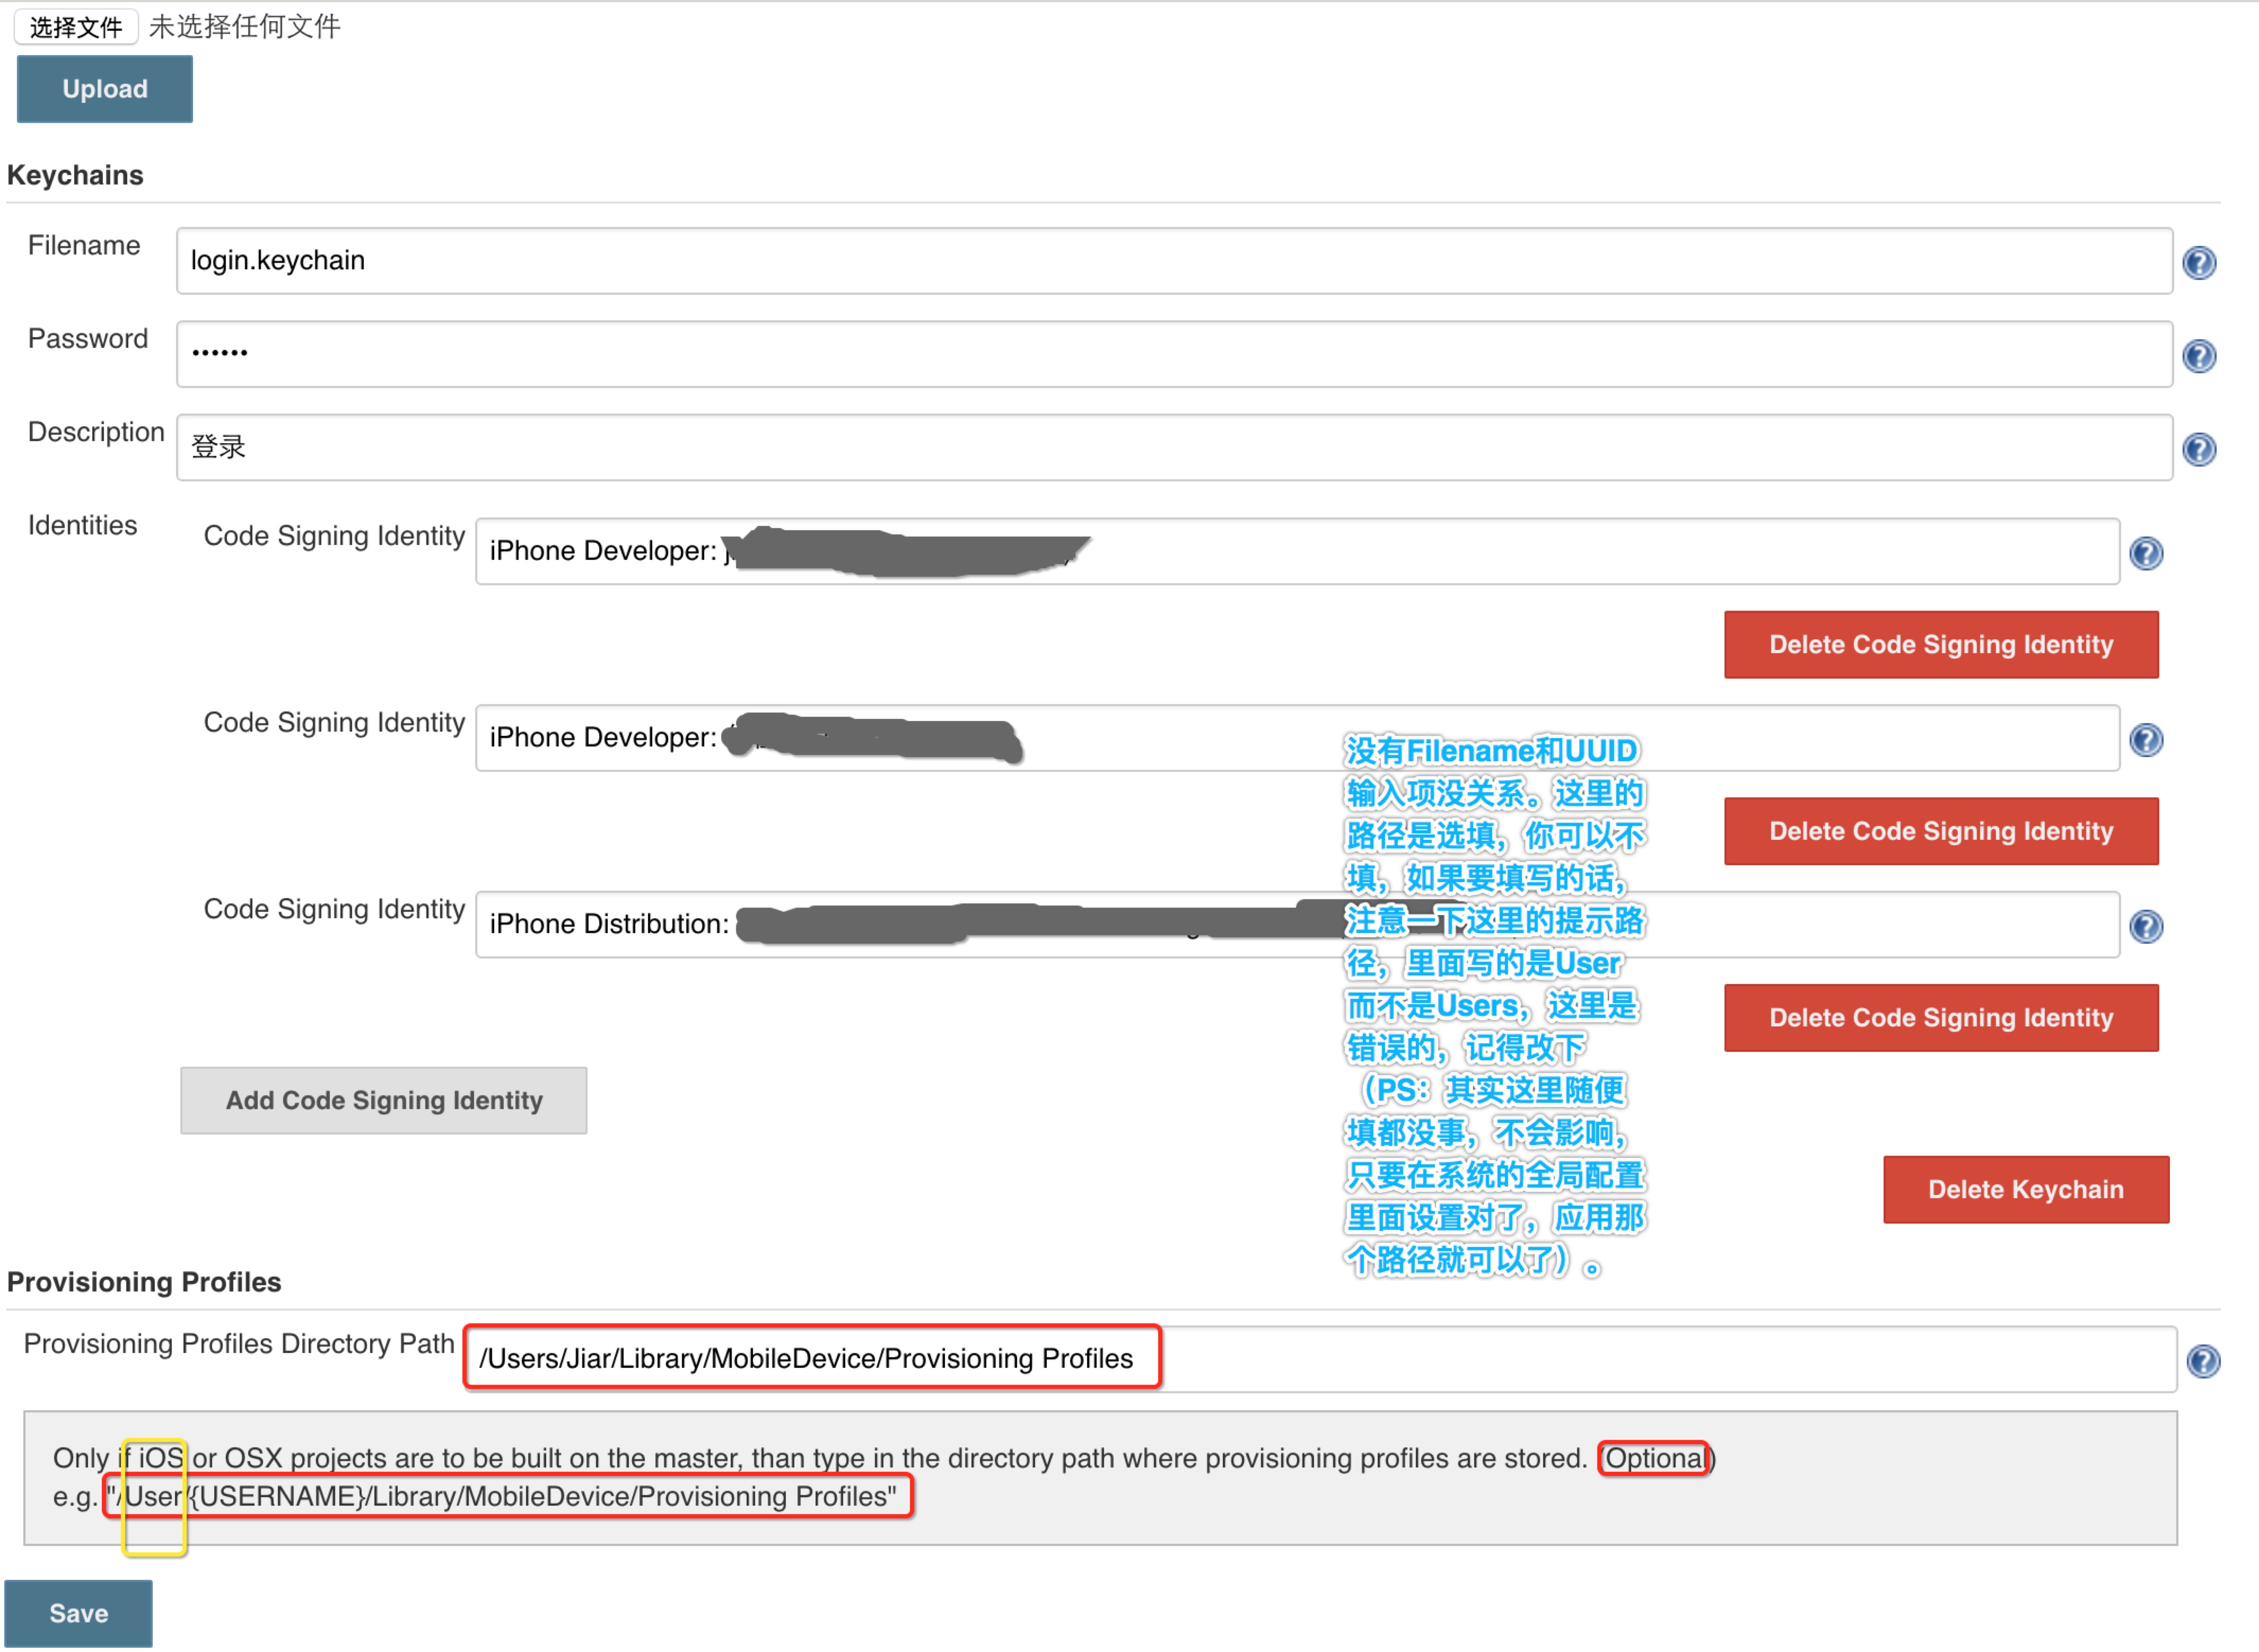 选择文件 未选择任何文件
Upload
Keychains
Filename
login.keychain
Password
••••••
Description
登录
Identities
Code Signing Identity
iPhone Developer:
Delete Code Signing Identity
Code Signing Identity
iPhone Developer:
Delete Code Signing Identity
Code Signing Identity
iPhone Distribution:
Delete Code Signing Identity
Add Code Signing Identity
Delete Keychain
没有Filename和UUID
输入项没关系。这里的
路径是选填，你可以不
填，如果要填写的话，
注意一下这里的提示路
径，里面写的是User
而不是Users，这里是
错误的，记得改下
（PS：其实这里随便
填都没事，不会影响，
只要在系统的全局配置
里面设置对了，应用那
个路径就可以了）。
Provisioning Profiles
Provisioning Profiles Directory Path
/Users/Jiar/Library/MobileDevice/Provisioning Profiles
Only if iOS or OSX projects are to be built on the master, than type in the directory path where provisioning profiles are stored. (Optional)
e.g. "/User/{USERNAME}/Library/MobileDevice/Provisioning Profiles"
Save